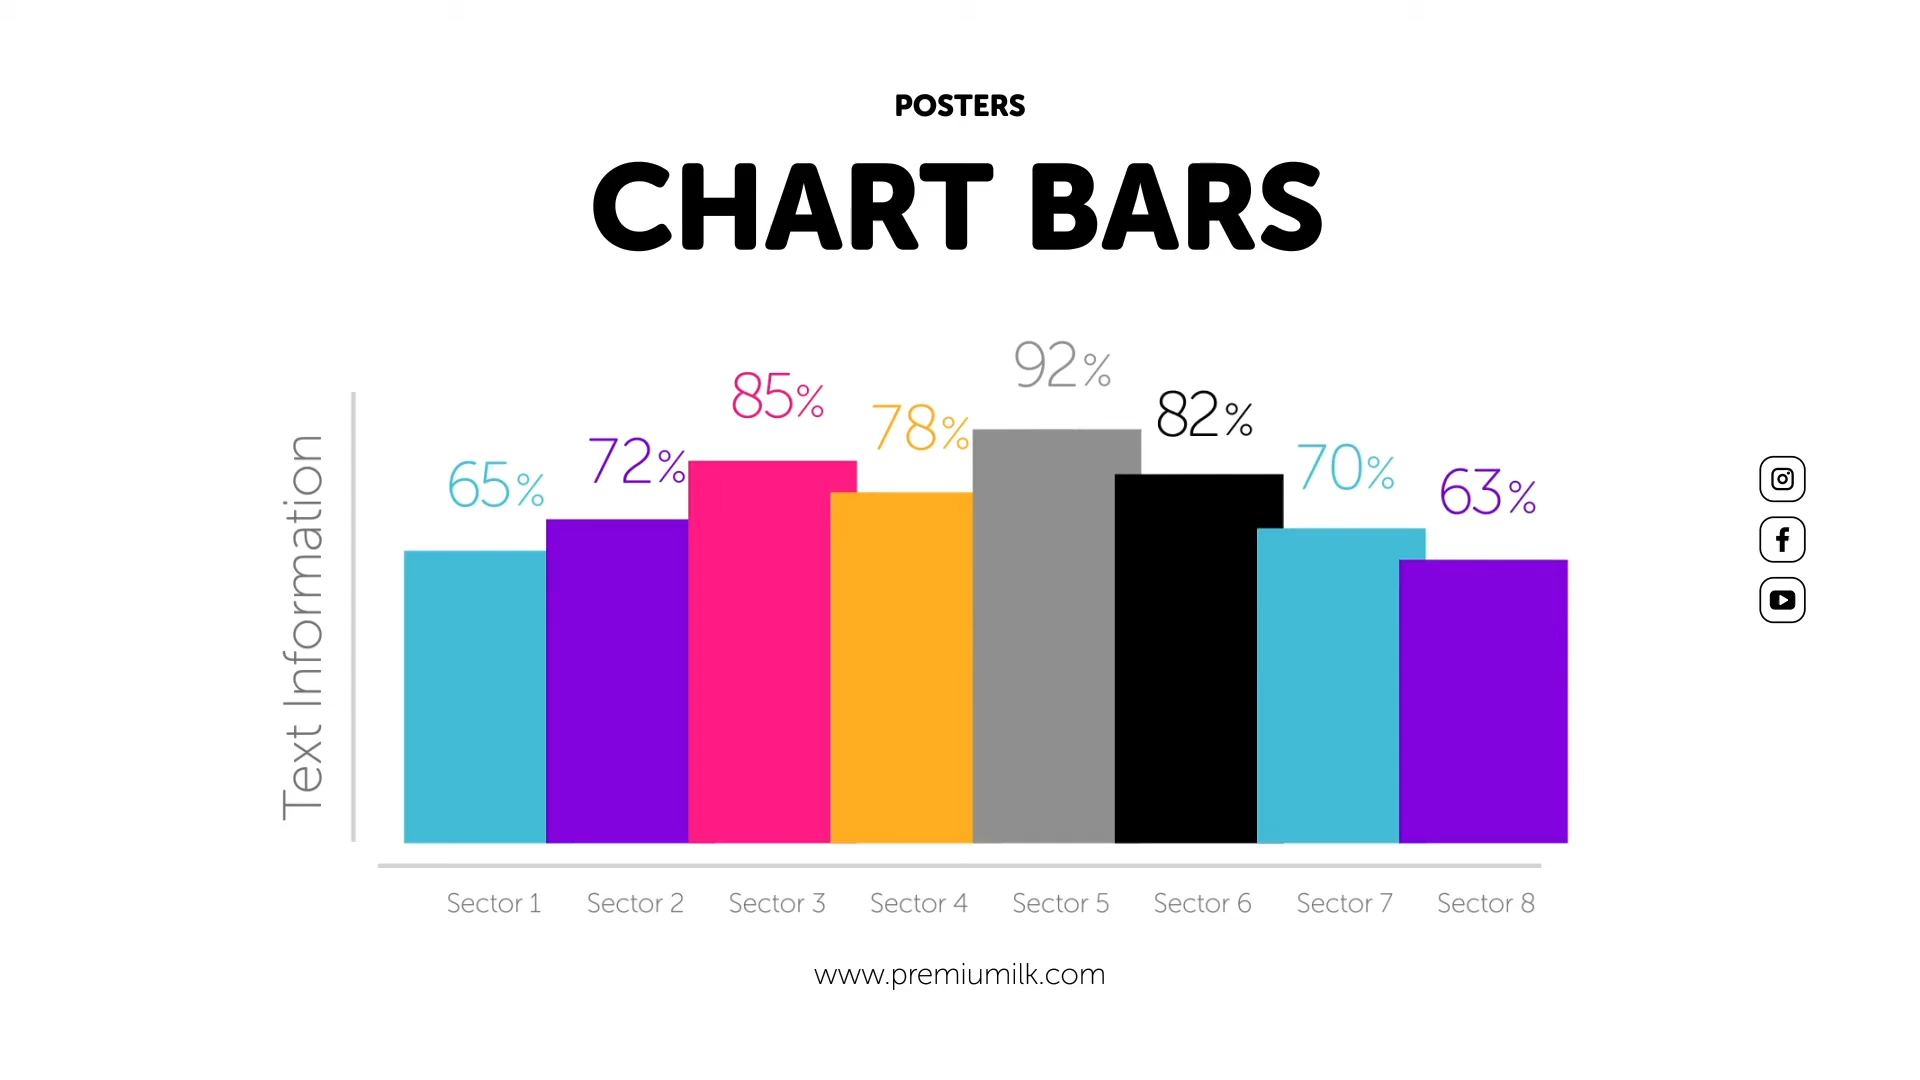 POSTERS
CHART BARS
Text Information
65%
72%
85%
78%
92%
82%
70%
63%
Sector 1
Sector 2
Sector 3
Sector 4
Sector 5
Sector 6
Sector 7
Sector 8
www.premiumilk.com